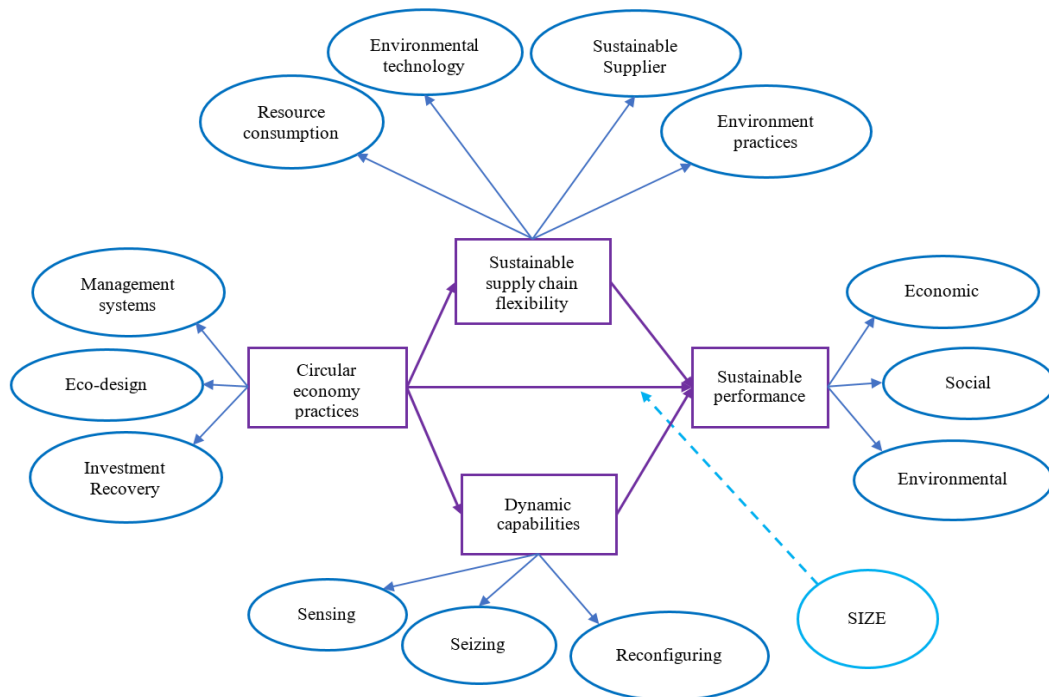 Environmental
technology
Sustainable
Supplier
Resource
consumption
Environment
practices
Sustainable
supply chain
flexibility
Management
systems
Eco-design
Investment
Recovery
Circular
economy
practices
Sustainable
performance
Economic
Social
Environmental
Dynamic
capabilities
Sensing
Seizing
Reconfiguring
SIZE